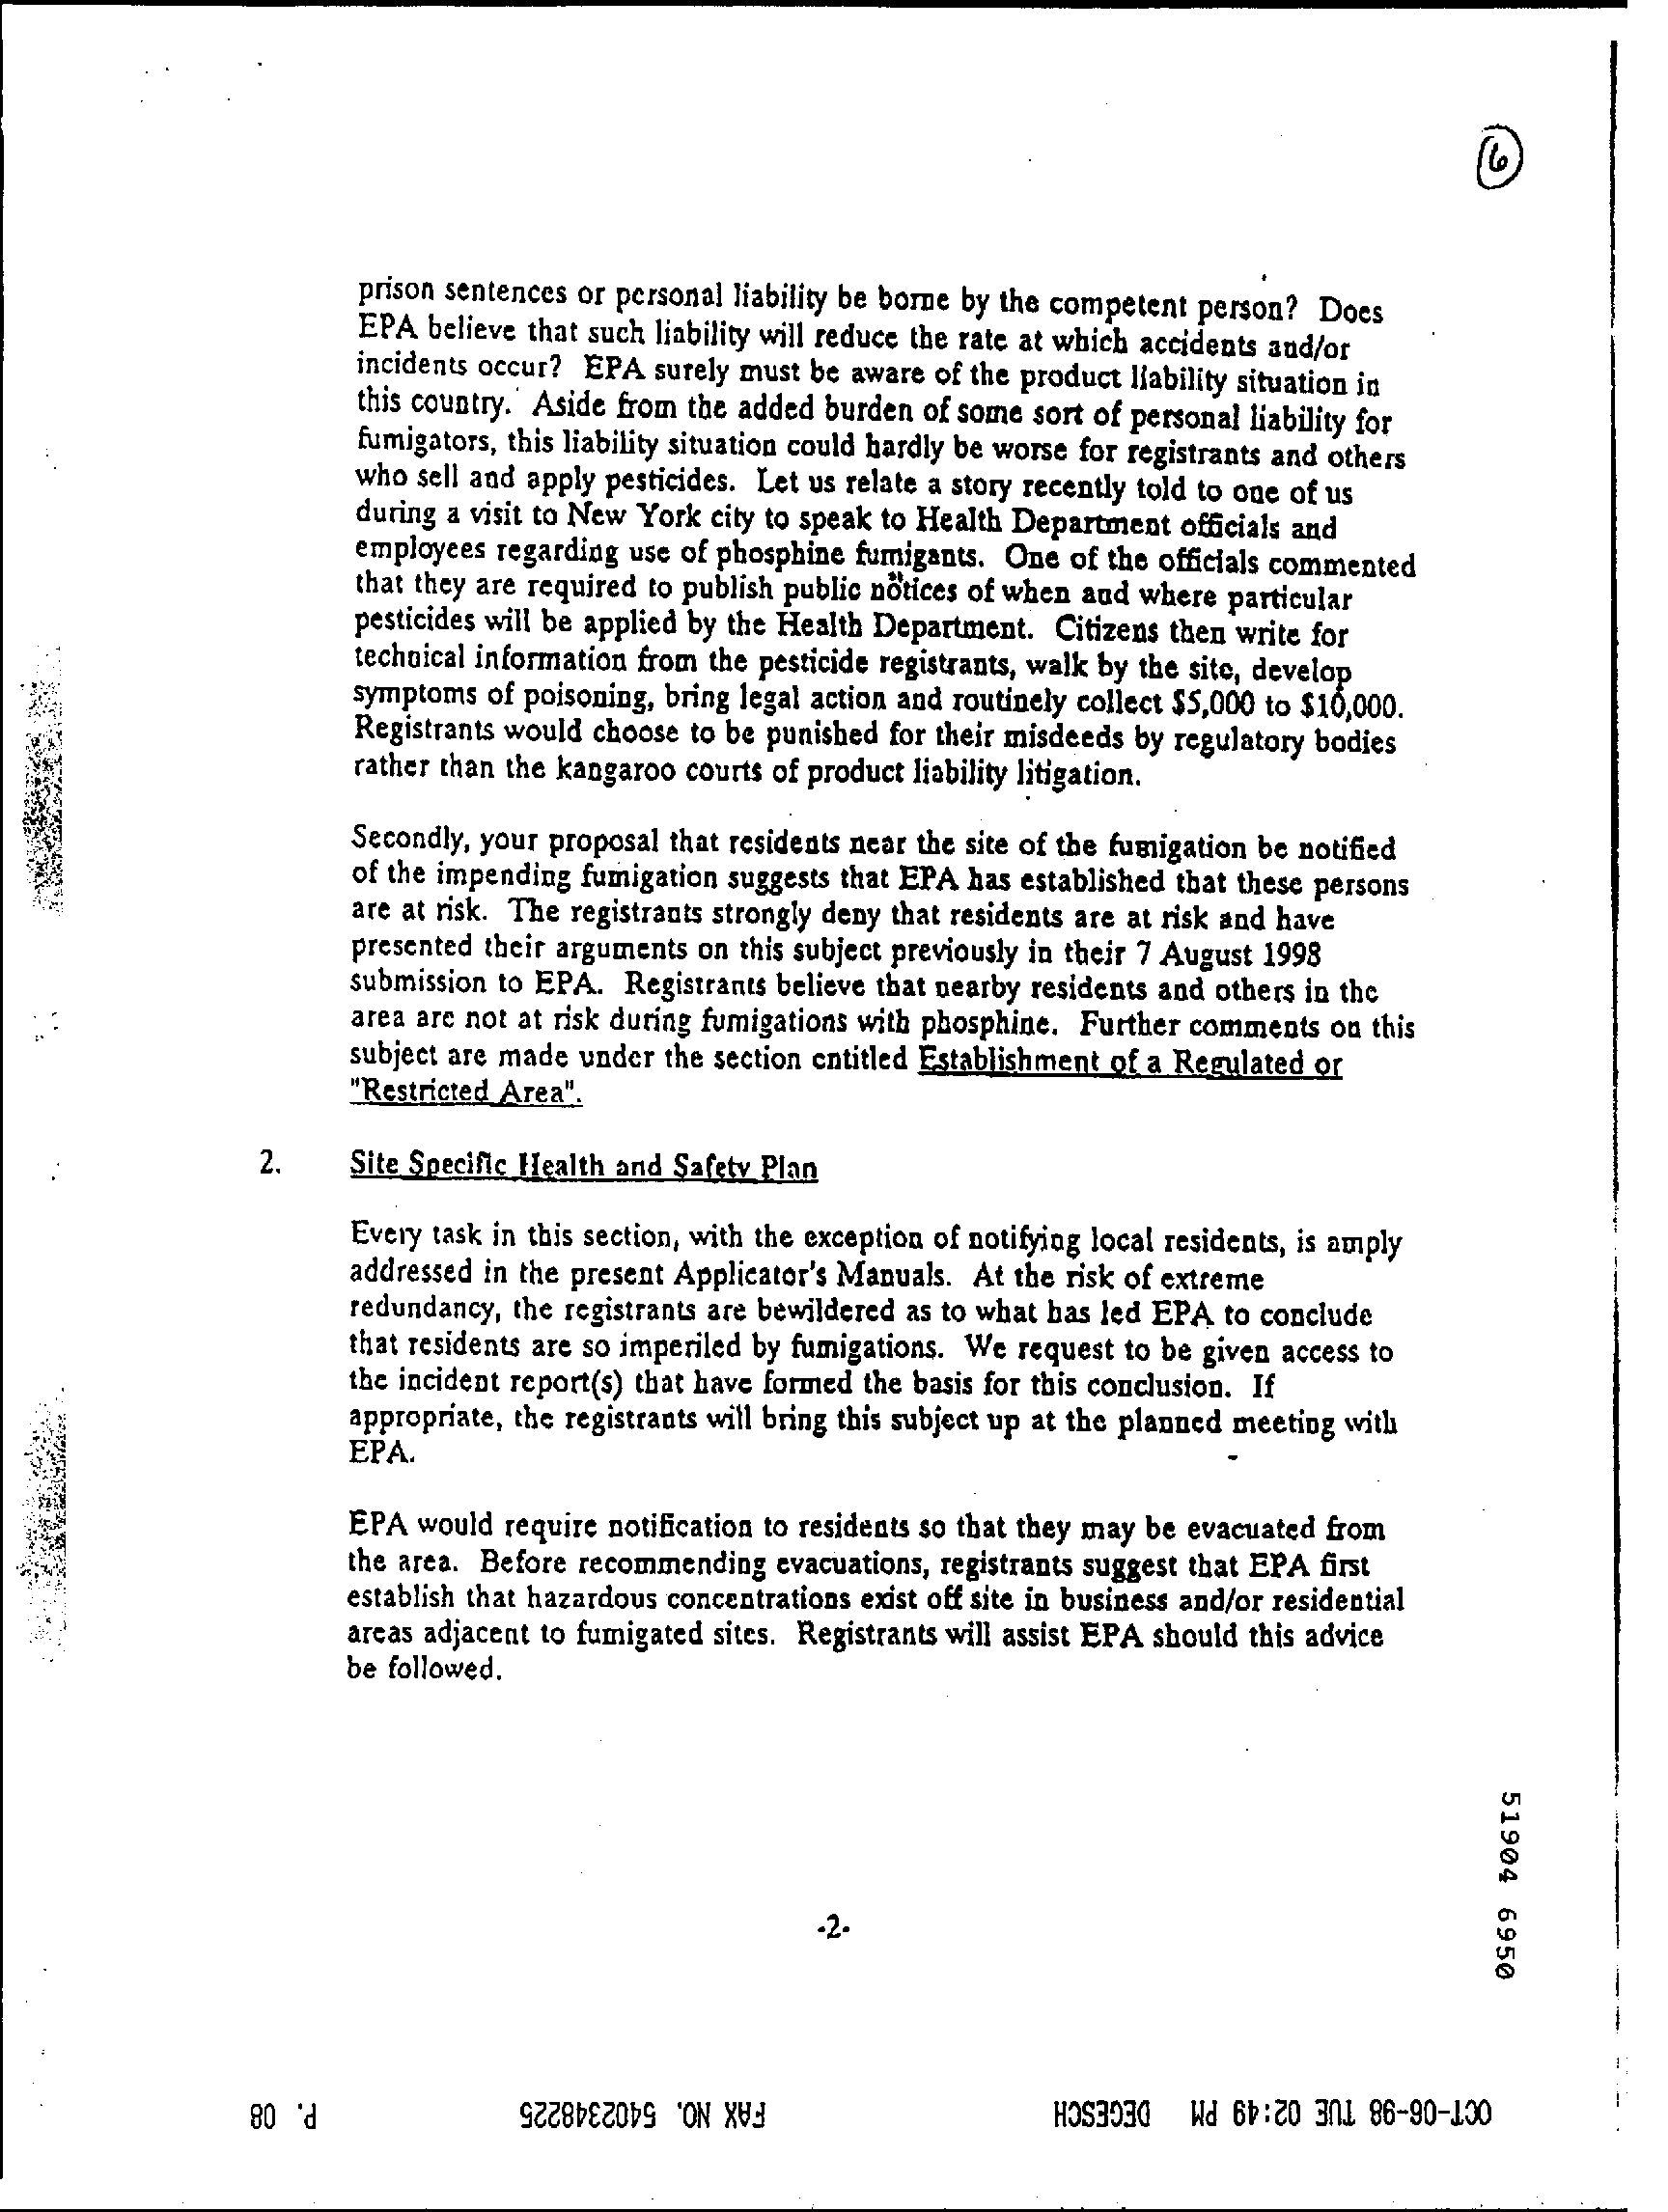 6
prison sentences or personal liability be borne by the competent person? Does
EPA believe that such liability will reduce the rate at which accidents and/or
incidents occur? EPA surely must be aware of the product liability situation in
this country. Aside from the added burden of some sort of personal liability for
fumigators, this liability situation could hardly be worse for registrants and others
who sell and apply pesticides. Let us relate a story recently told to one of us
during a visit to New York city to speak to Health Department officials and
employees regarding use of phosphine fumigants. One of the officials commented
that they are required to publish public notices of when and where particular
pesticides will be applied by the Health Department. Citizens then write for
technical information from the pesticide registrants, walk by the site, develop
symptoms of poisoning, bring legal action and routinely collect $5,000 to $10,000.
Registrants would choose to be punished for their misdeeds by regulatory bodies
rather than the kangaroo courts of product liability litigation.
Secondly, your proposal that residents near the site of the fumigation be notified
of the impending fumigation suggests that EPA has established that these persons
are at risk. The registrants strongly deny that residents are at risk and have
presented their arguments on this subject previously in their 7 August 1998
submission to EPA. Registrants believe that nearby residents and others in the
area are not at risk during fumigations with phosphine. Further comments on this
subject are made under the section entitled Establishment of a Regulated or
"Restricted Area".
2. Site Specific Health and Safety Plan
Every task in this section, with the exception of notifying local residents, is amply
addressed in the present Applicator's Manuals. At the risk of extreme
redundancy, the registrants are bewildered as to what has led EPA to conclude
that residents are so imperiled by fumigations. We request to be given access to
the incident report(s) that have formed the basis for this conclusion. If
appropriate, the registrants will bring this subject up at the planned meeting with
EPA.
EPA would require notification to residents so that they may be evacuated from
the area. Before recommending evacuations, registrants suggest that EPA first
establish that hazardous concentrations exist off site in business and/or residential
areas adjacent to fumigated sites. Registrants will assist EPA should this advice
be followed.
51904 6950
-2-
OCT-06-98 TUE 02:49 PM DEGESCH FAX NO. 5402348225 P. 08